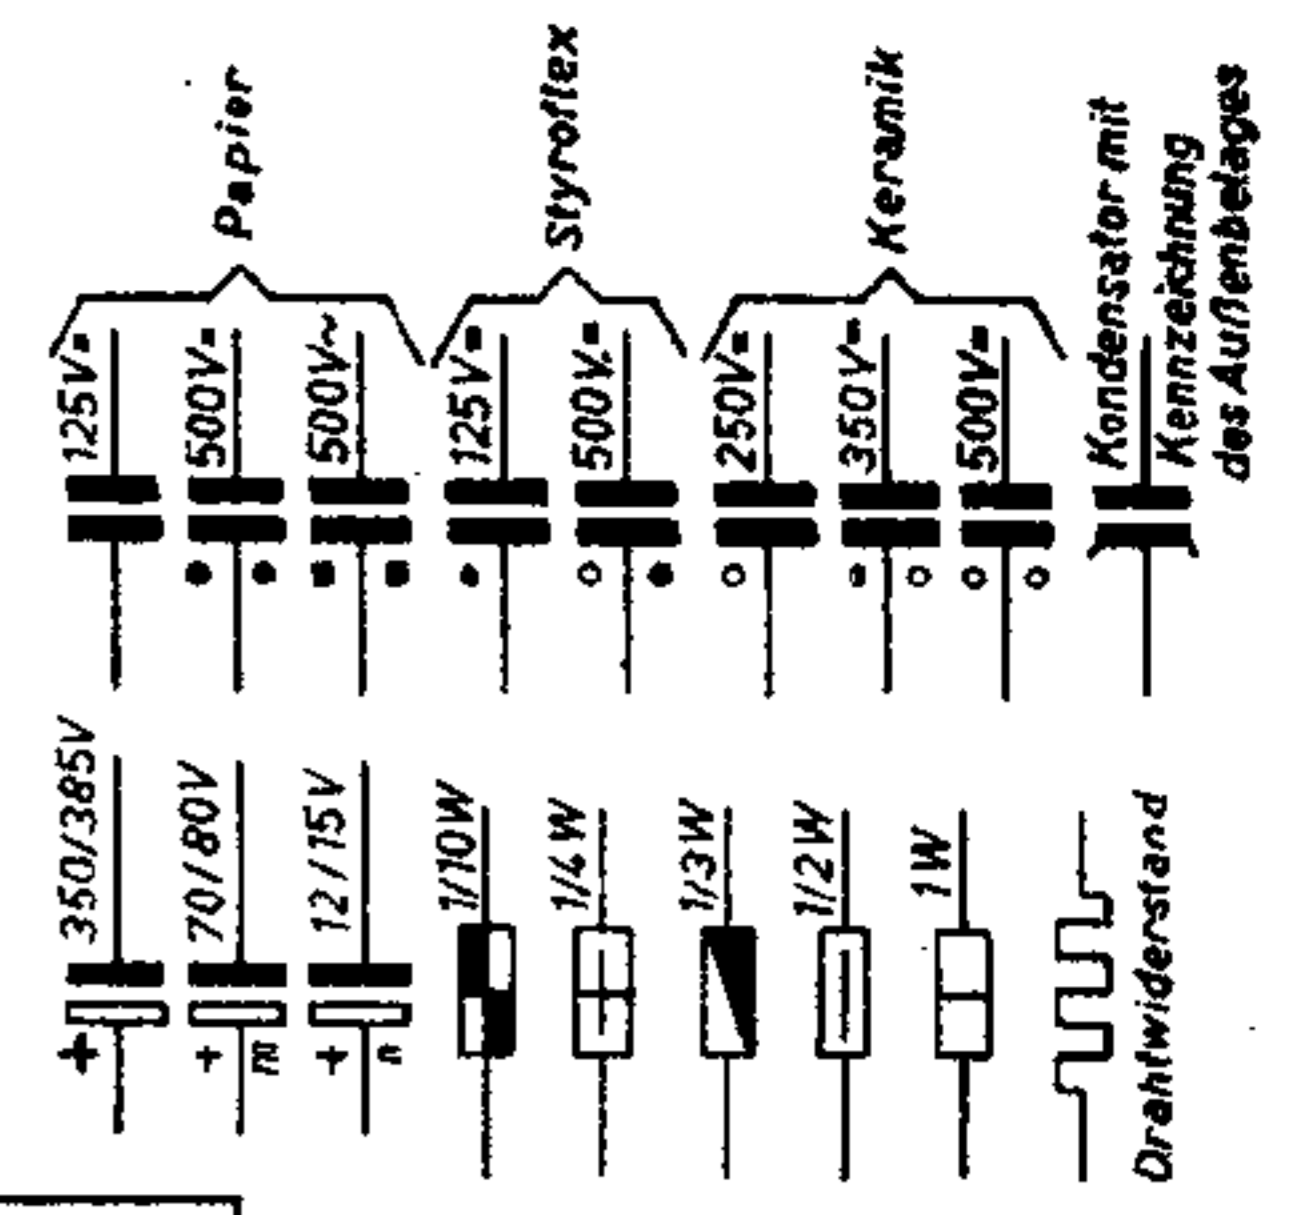 Papier
Styroflex
Keramik
125V=
500V=
500V~
125V=
500V=
250V=
350V=
500V=
Kondensator mit
Kennzeichnung
des Außenbelages
350/385V
70/80V
12/15V
1/10W
1/4W
1/3W
1/2W
1W
Drahtwiderstand
+
+
m
+
n